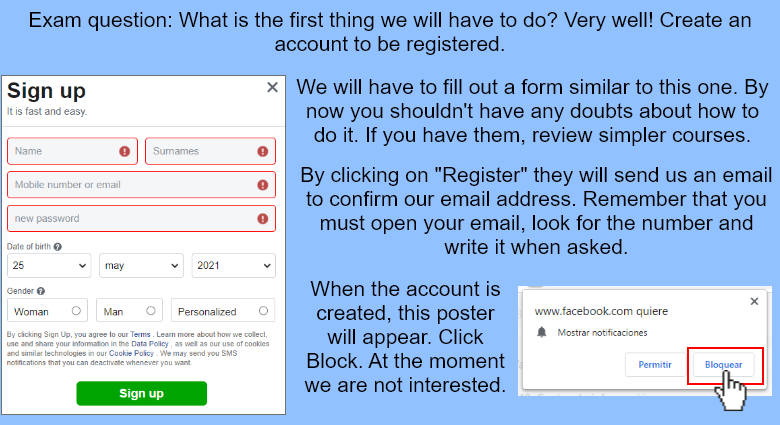 Exam question: What is the first thing we will have to do? Very well! Create an
account to be registered.
Sign up
It is fast and easy.
Name
Surnames
Mobile number or email
new password
Date of birth
25
may
2021
Gender
Woman
Man
Personalized
By clicking Sign Up, you agree to our Terms . Learn more about how we collect,
use and share your information in the Data Policy , as well as our use of cookies
and similar technologies in our Cookie Policy . We may send you SMS
notifications that you can deactivate whenever you want.
Sign up
We will have to fill out a form similar to this one. By
now you shouldn't have any doubts about how to
do it. If you have them, review simpler courses.
By clicking on "Register" they will send us an email
to confirm our email address. Remember that you
must open your email, look for the number and
write it when asked.
When the account is
created, this poster
will appear. Click
Block. At the moment
we are not interested.
www.facebook.com quiere
Mostrar notificaciones
Permitir
Bloquear